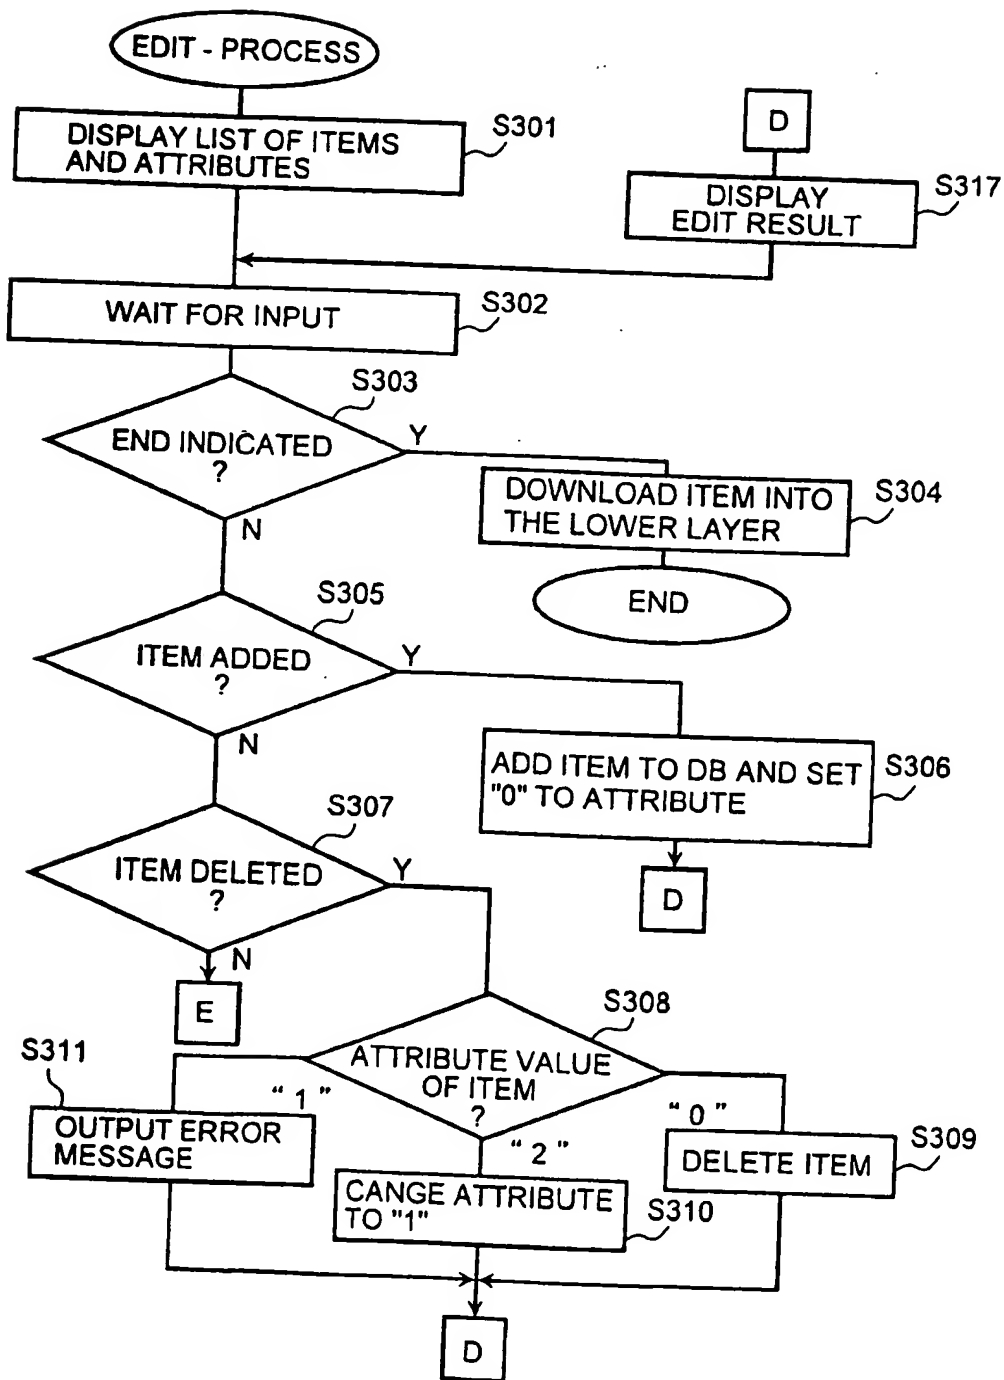 EDIT - PROCESS
DISPLAY LIST OF ITEMS
AND ATTRIBUTES
S301
D
DISPLAY
EDIT RESULT
S317
WAIT FOR INPUT
S302
S303
END INDICATED
?
Y
N
DOWNLOAD ITEM INTO
THE LOWER LAYER
S304
END
S305
ITEM ADDED
?
Y
N
ADD ITEM TO DB AND SET
"0" TO ATTRIBUTE
S306
D
S307
ITEM DELETED
?
Y
N
E
S308
ATTRIBUTE VALUE
OF ITEM
?
"1"
"2"
"0"
S311
OUTPUT ERROR
MESSAGE
CANGE ATTRIBUTE
TO "1"
S310
DELETE ITEM
S309
D